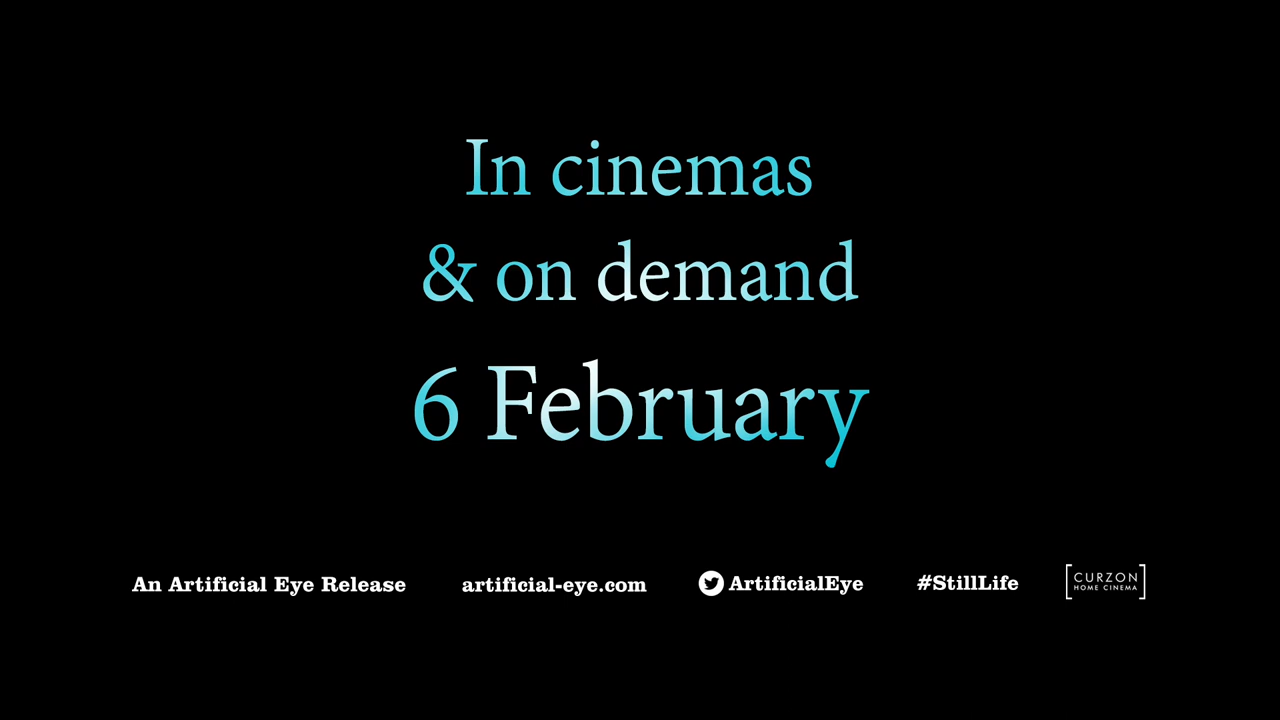 In cinemas
& on demand
6 February
An Artificial Eye Release artificial-eye.com ArtificialEye #StillLife CURZON HOME CINEMA